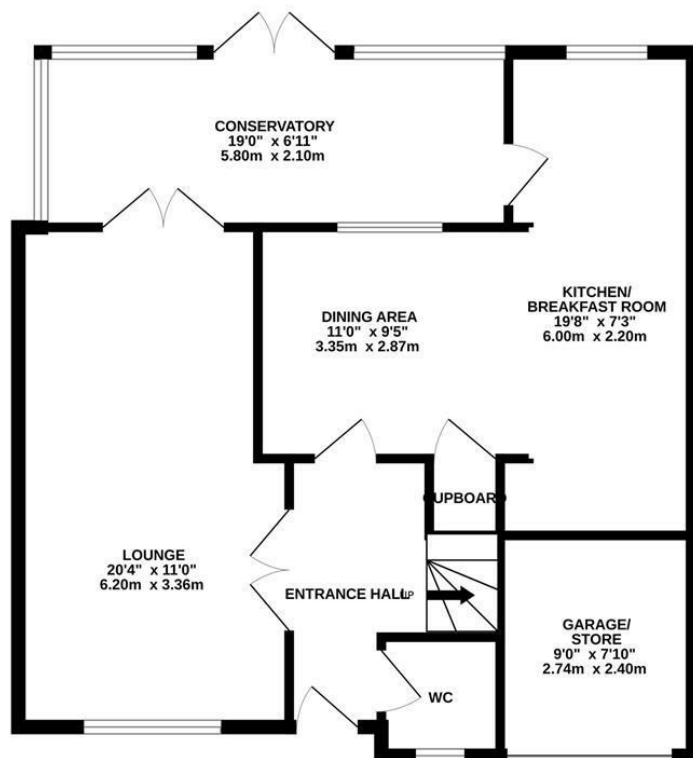 CONSERVATORY
19'0" x 6'11"
5.80m x 2.10m
KITCHEN/
BREAKFAST ROOM
19'8" x 7'3"
6.00m x 2.20m
DINING AREA
11'0" x 9'5"
3.35m x 2.87m
CUPBOARD
LOUNGE
20'4" x 11'0"
6.20m x 3.36m
ENTRANCE HALL
UP
GARAGE/
STORE
9'0" x 7'10"
2.74m x 2.40m
WC